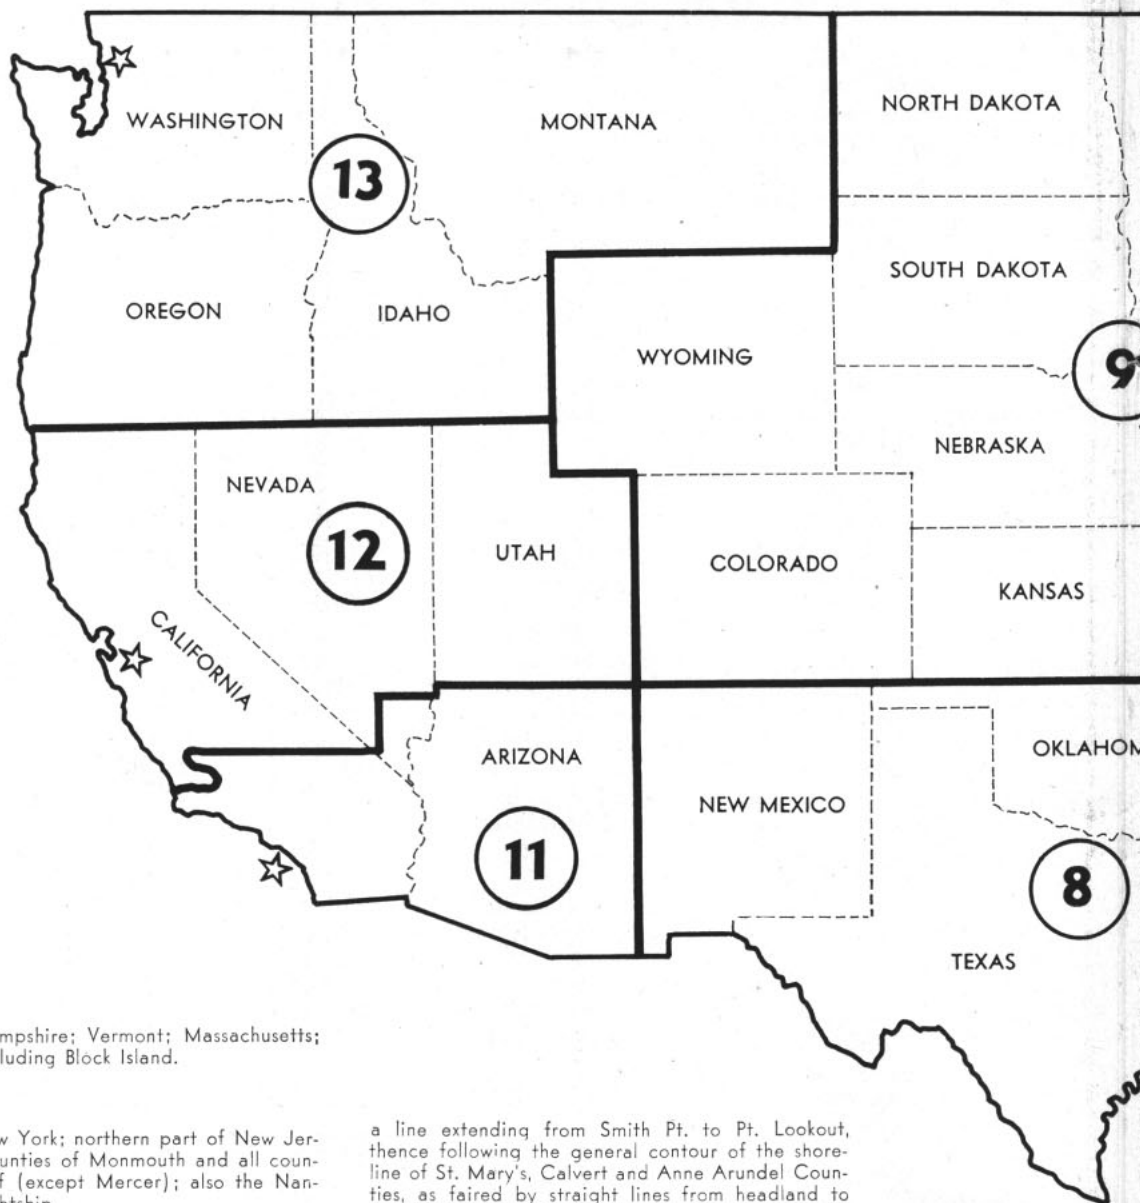 WASHINGTON
MONTANA
NORTH DAKOTA
13
SOUTH DAKOTA
OREGON
IDAHO
WYOMING
9
NEBRASKA
NEVADA
12
UTAH
COLORADO
KANSAS
CALIFORNIA
ARIZONA
OKLAHOM
NEW MEXICO
11
8
TEXAS
mpshire; Vermont; Massachusetts;
luding Block Island.
w York; northern part of New Jer-
unties of Monmouth and all coun-
f (except Mercer); also the Nan-
htship.
a line extending from Smith Pt. to Pt. Lookout,
thence following the general contour of the shore-
line of St. Mary's, Calvert and Anne Arundel Coun-
ties, as faired by straight lines from headland to